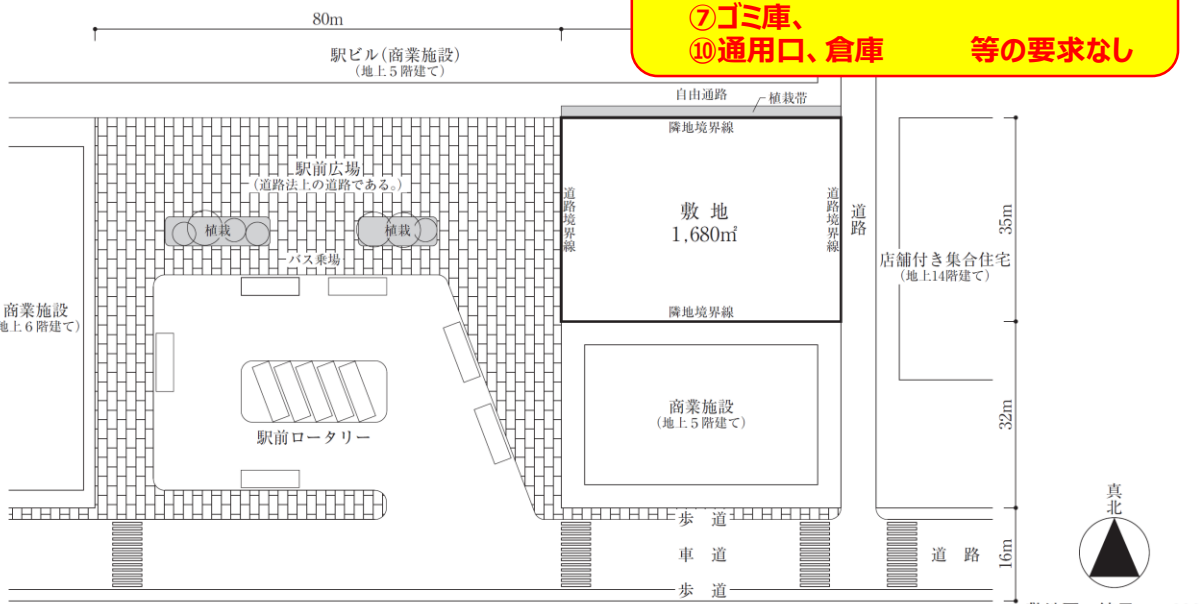 ⑦ゴミ庫、
⑩通用口、倉庫 等の要求なし
80m
駅ビル(商業施設)
(地上5階建て)
自由通路
植栽帯
隣地境界線
駅前広場
(道路法上の道路である。)
道路境界線
敷地
1,680㎡
道路境界線
道路
35m
植栽
植栽
バス乗場
店舗付き集合住宅
(地上14階建て)
商業施設
地上6階建て)
隣地境界線
商業施設
(地上5階建て)
32m
駅前ロータリー
真北
歩道
車道
道路
16m
歩道